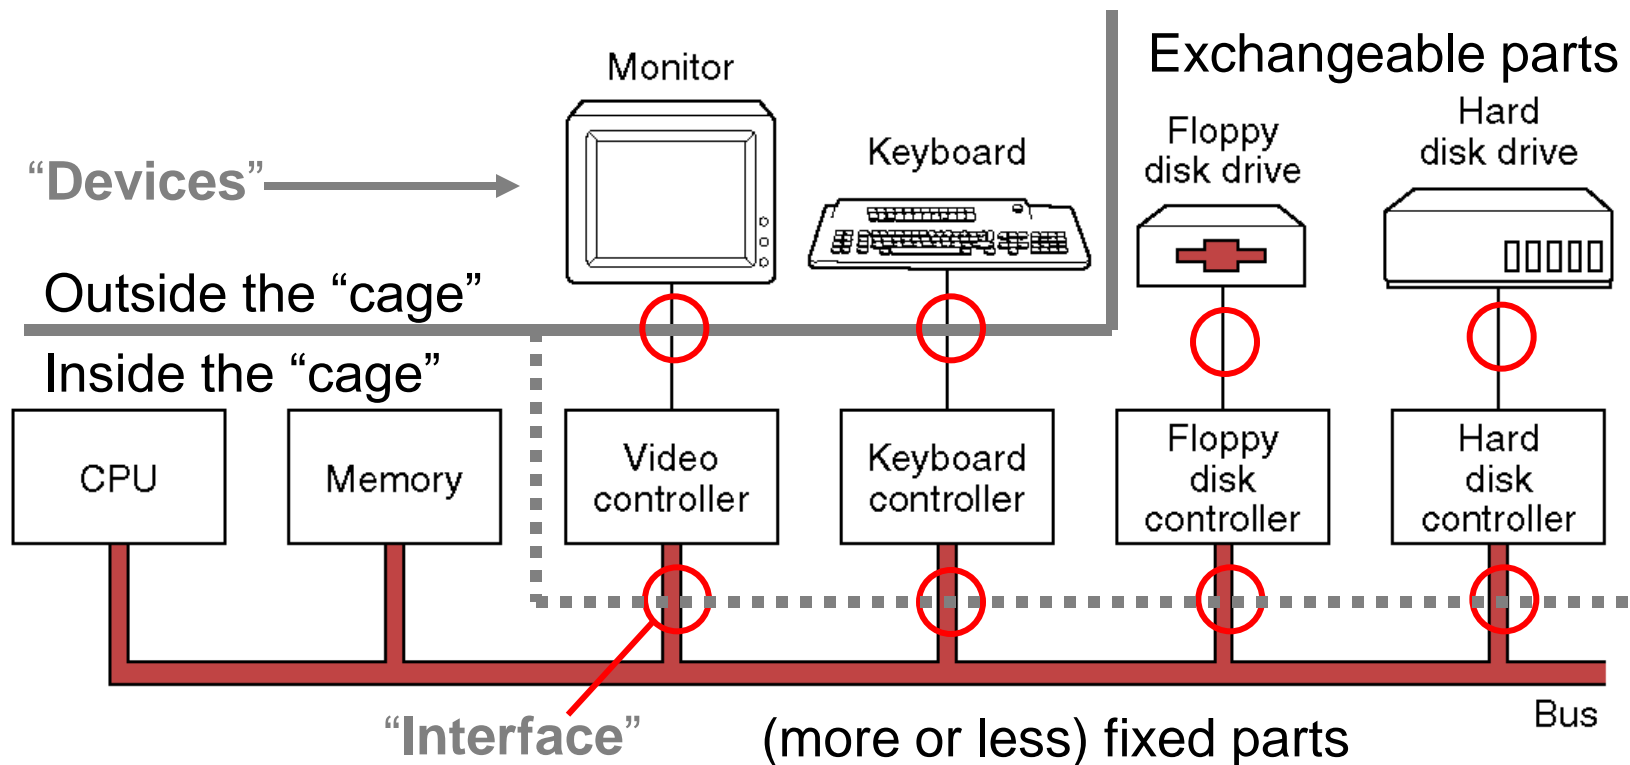 Exchangeable parts
Monitor
Keyboard
Floppy
disk drive
Hard
disk drive
“Devices”
Outside the “cage”
Inside the “cage”
CPU
Memory
Video
controller
Keyboard
controller
Floppy
disk
controller
Hard
disk
controller
Bus
“Interface”
(more or less) fixed parts